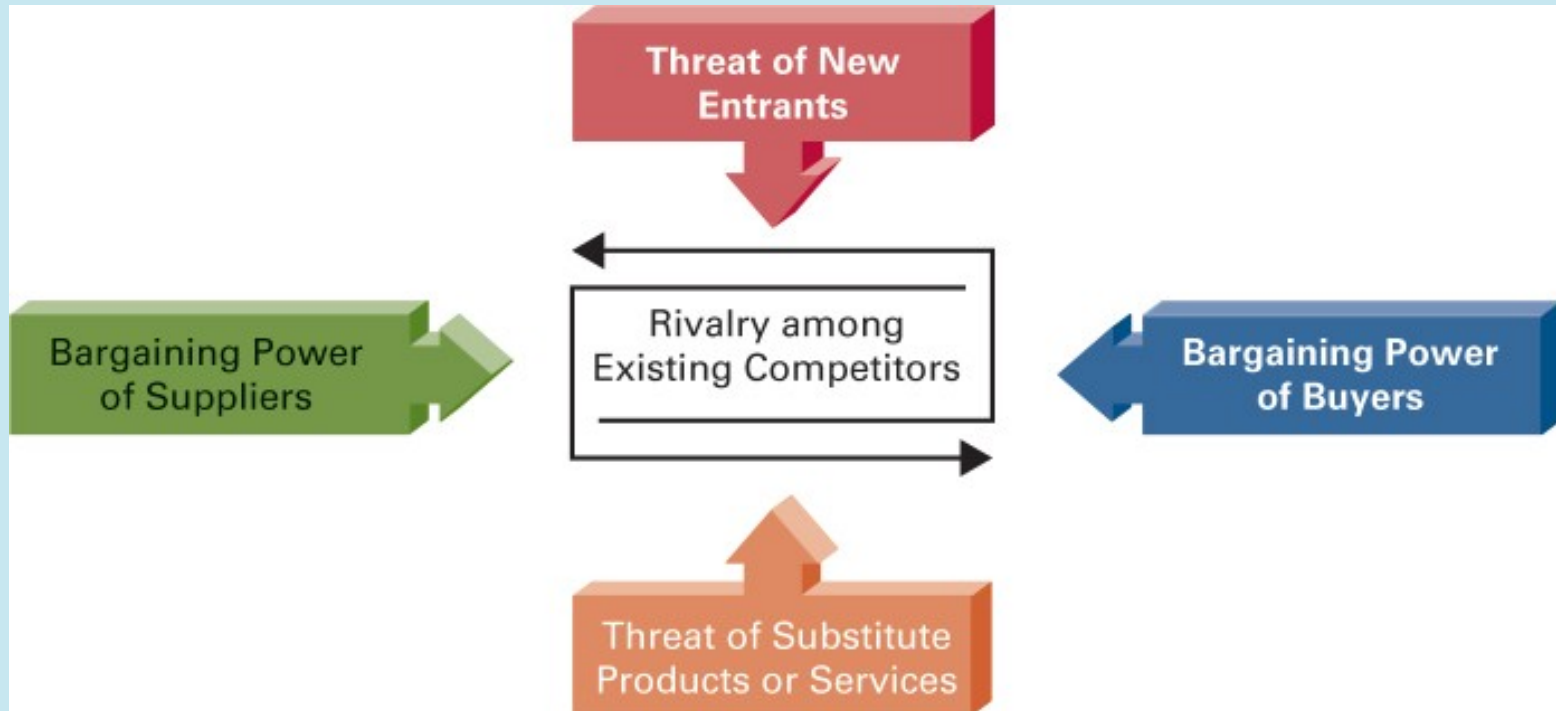 Threat of New
Entrants
Bargaining Power
of Suppliers
Rivalry among
Existing Competitors
Bargaining Power
of Buyers
Threat of Substitute
Products or Services